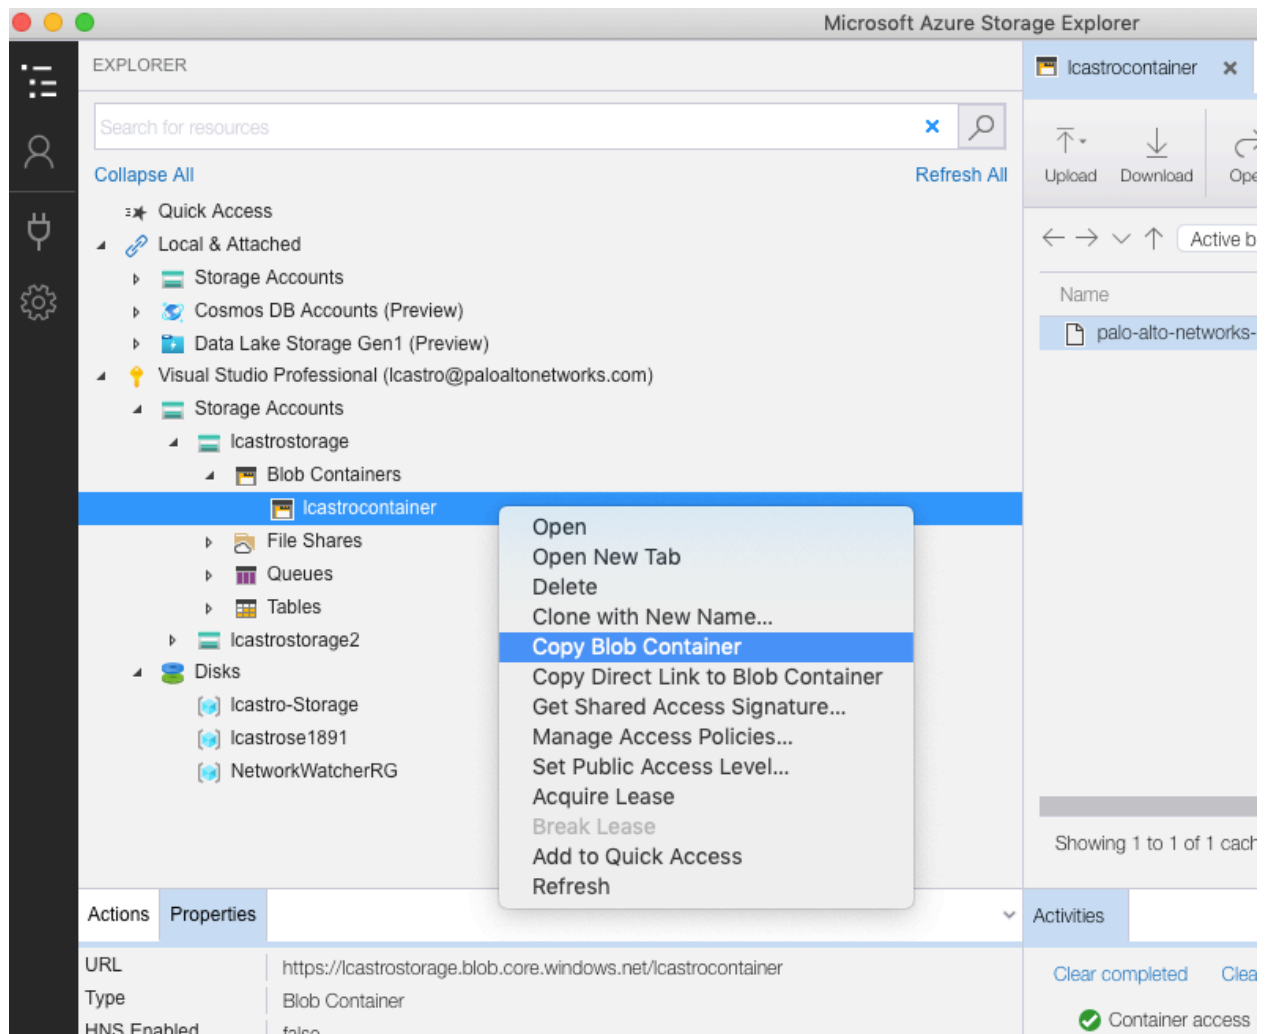 Microsoft Azure Storage Explorer
EXPLORER
Search for resources
Collapse All
Refresh All
Quick Access
Local & Attached
Storage Accounts
Cosmos DB Accounts (Preview)
Data Lake Storage Gen1 (Preview)
Visual Studio Professional (lcastro@paloaltonetworks.com)
Storage Accounts
lcastrostorage
Blob Containers
lcastrocontainer
File Shares
Queues
Tables
lcastrostorage2
Disks
lcastro-Storage
lcastrose1891
NetworkWatcherRG
Open
Open New Tab
Delete
Clone with New Name...
Copy Blob Container
Copy Direct Link to Blob Container
Get Shared Access Signature...
Manage Access Policies...
Set Public Access Level...
Acquire Lease
Break Lease
Add to Quick Access
Refresh
Actions Properties
URL https://lcastrostorage.blob.core.windows.net/lcastrocontainer
Type Blob Container
HNS Enabled false
lcastrocontainer
Upload Download Ope
Active b
Name
palo-alto-networks-
Showing 1 to 1 of 1 cach
Activities
Clear completed Clea
Container access